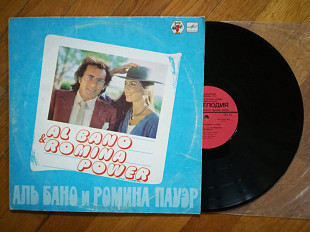 AL BANO
& ROMINA
POWER
АЛЬ БАНО и РОМИНА ПАУЭР
МЕЛОДИЯ